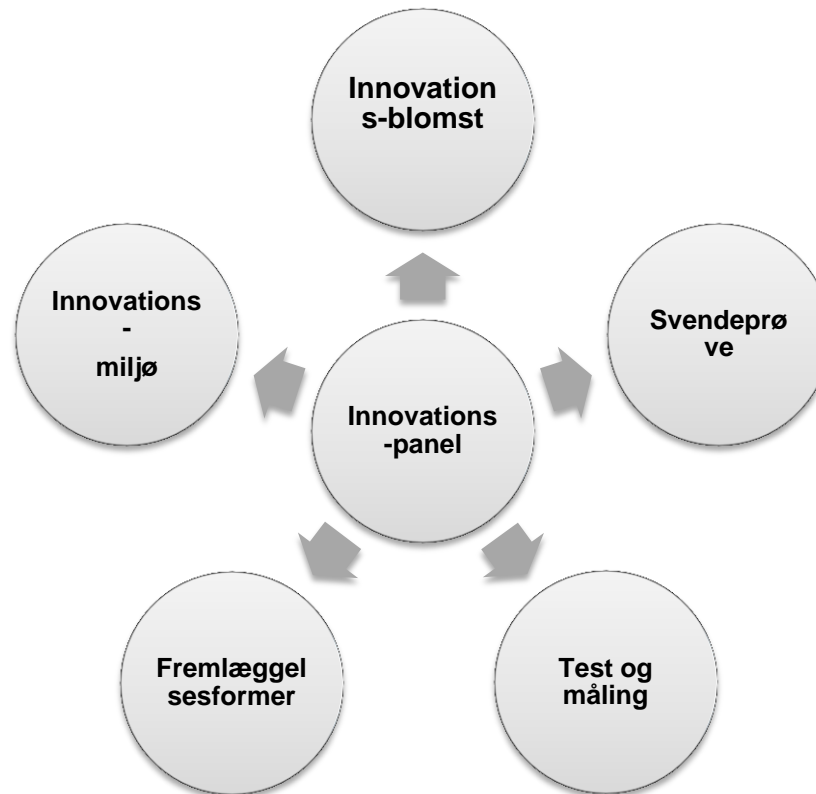 Innovation
s-blomst
Innovations
-
miljø
Svendeprø
ve
Innovations
-panel
Fremlæggel
sesformer
Test og
måling